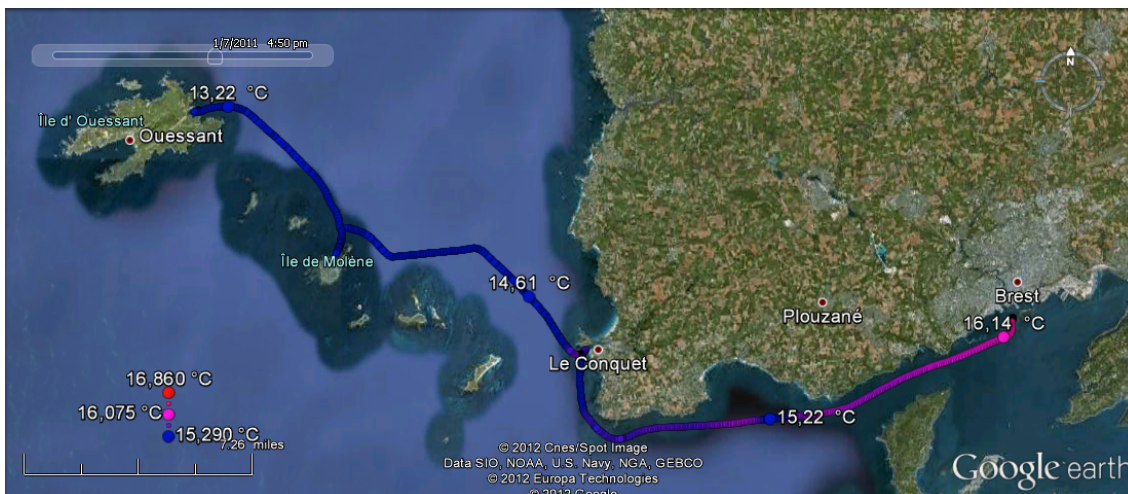 1/7/2011 4:50 pm
N
13,22 °C
Île d' Ouessant
Ouessant
Île de Molène
14,61 °C
Brest
Plouzané
16,14 °C
Le Conquet
16,860 °C
16,075 °C
15,22 °C
15,290 °C
7.26 miles
© 2012 Cnes/Spot Image
Data SIO, NOAA, U.S. Navy, NGA, GEBCO
© 2012 Europa Technologies
© 2012 Google
Google earth